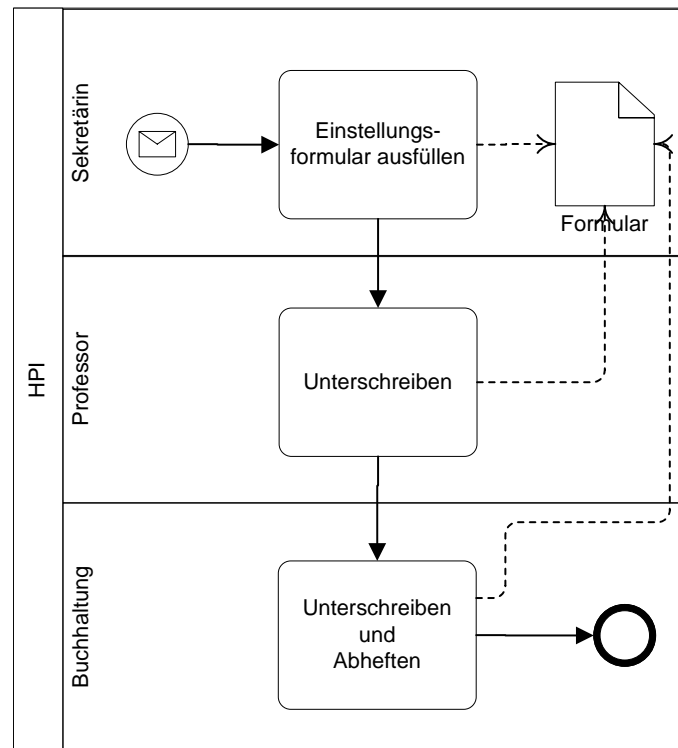 HPI
Sekretärin
Einstellungs-
formular ausfüllen
Formular
Professor
Unterschreiben
Buchhaltung
Unterschreiben
und
Abheften